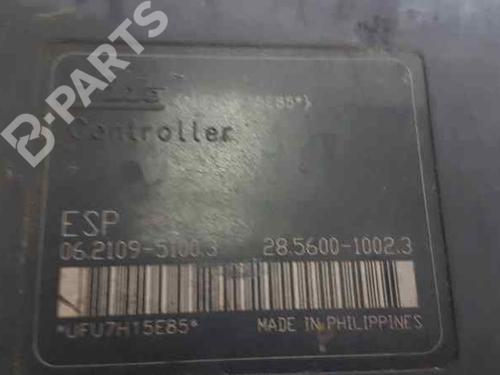 B-PARTS
Controller
ESP
06.2109-5100.3 28.5600-1002.3
*UFU7H15E85* MADE IN PHILIPPINES